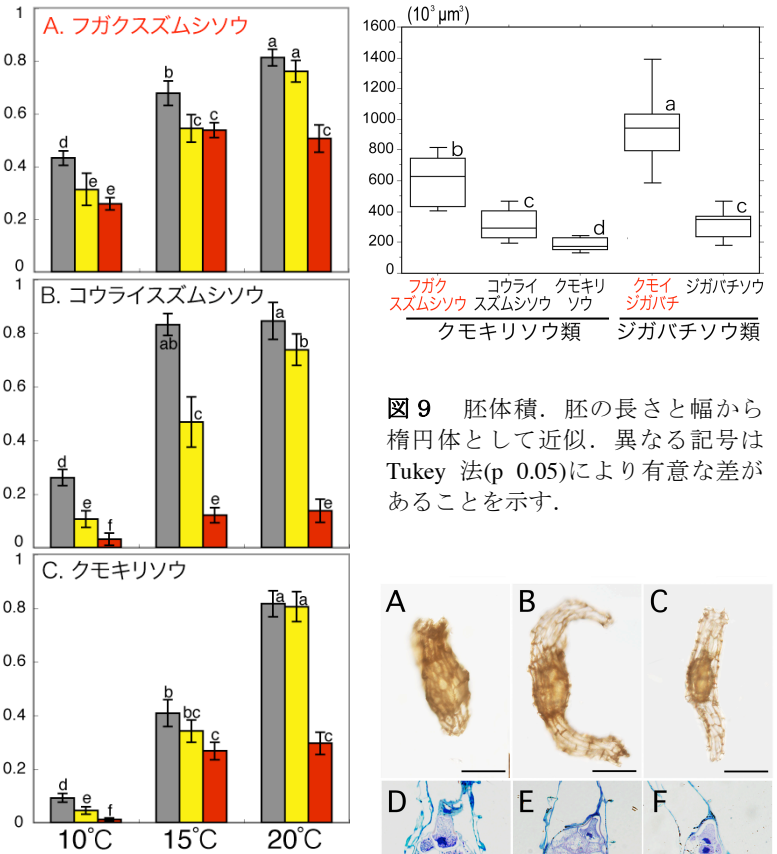 A. フガクスズムシソウ
0.8
0.6
0.4
0.2
0
d
e
e
b
c
c
a
a
c
B. コウライスズムシソウ
1
0.8
0.6
0.4
0.2
0
d
e
f
ab
c
e
a
b
e
C. クモキリソウ
1
0.8
0.6
0.4
0.2
0
d
e
f
b
bc
c
a
a
c
10℃
15℃
20℃
(10³ μm³)
1600
1400
1200
1000
800
600
400
200
0
b
c
d
a
c
フガク
スズムシソウ
コウライ
スズムシソウ
クモキリ
ソウ
クモイ
ジガバチ
ジガバチソウ
クモキリソウ類
ジガバチソウ類
図 9 胚体積．胚の長さと幅から
楕円体として近似．異なる記号は
Tukey 法(p 0.05)により有意な差が
あることを示す．
A
B
C
D
E
F